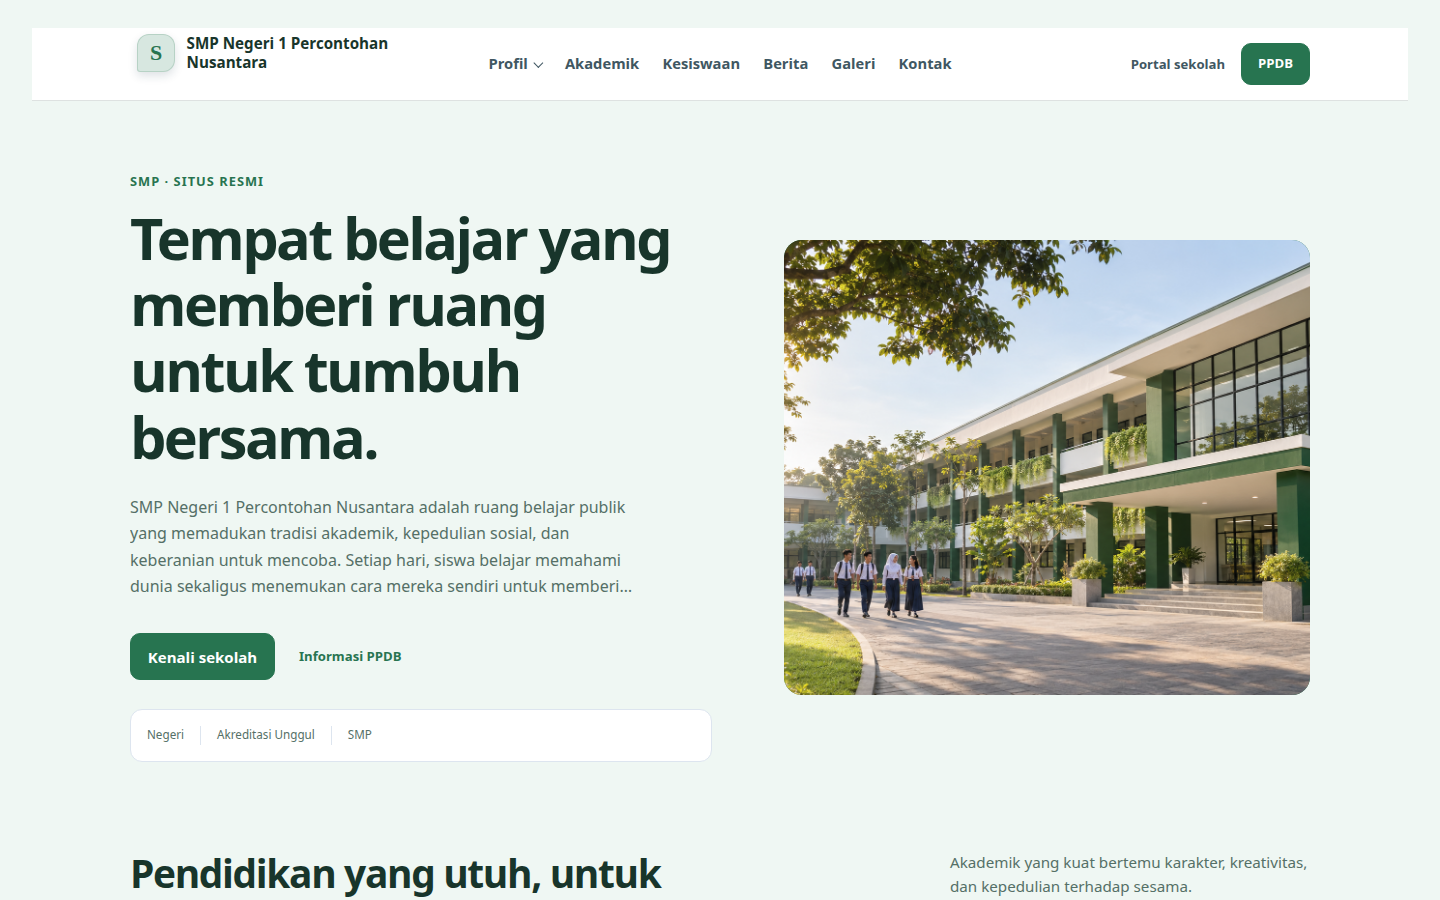 S
SMP Negeri 1 Percontohan
Nusantara
Profil
Akademik
Kesiswaan
Berita
Galeri
Kontak
Portal sekolah
PPDB
SMP · SITUS RESMI
Tempat belajar yang
memberi ruang
untuk tumbuh
bersama.
SMP Negeri 1 Percontohan Nusantara adalah ruang belajar publik
yang memadukan tradisi akademik, kepedulian sosial, dan
keberanian untuk mencoba. Setiap hari, siswa belajar memahami
dunia sekaligus menemukan cara mereka sendiri untuk memberi...
Kenali sekolah
Informasi PPDB
Negeri
Akreditasi Unggul
SMP
Pendidikan yang utuh, untuk
Akademik yang kuat bertemu karakter, kreativitas,
dan kepedulian terhadap sesama.